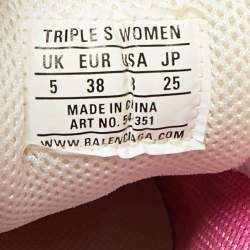 TRIPLE S WOMEN
UK EUR USA JP
5 38 8 25
MADE IN CHINA
ART NO.
WWW.BALENCIAGA.COM